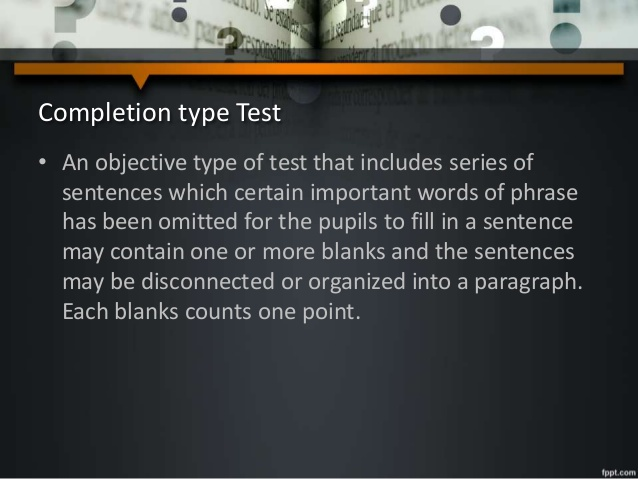 Completion type Test
• An objective type of test that includes series of
sentences which certain important words of phrase
has been omitted for the pupils to fill in a sentence
may contain one or more blanks and the sentences
may be disconnected or organized into a paragraph.
Each blanks counts one point.
fppt.com